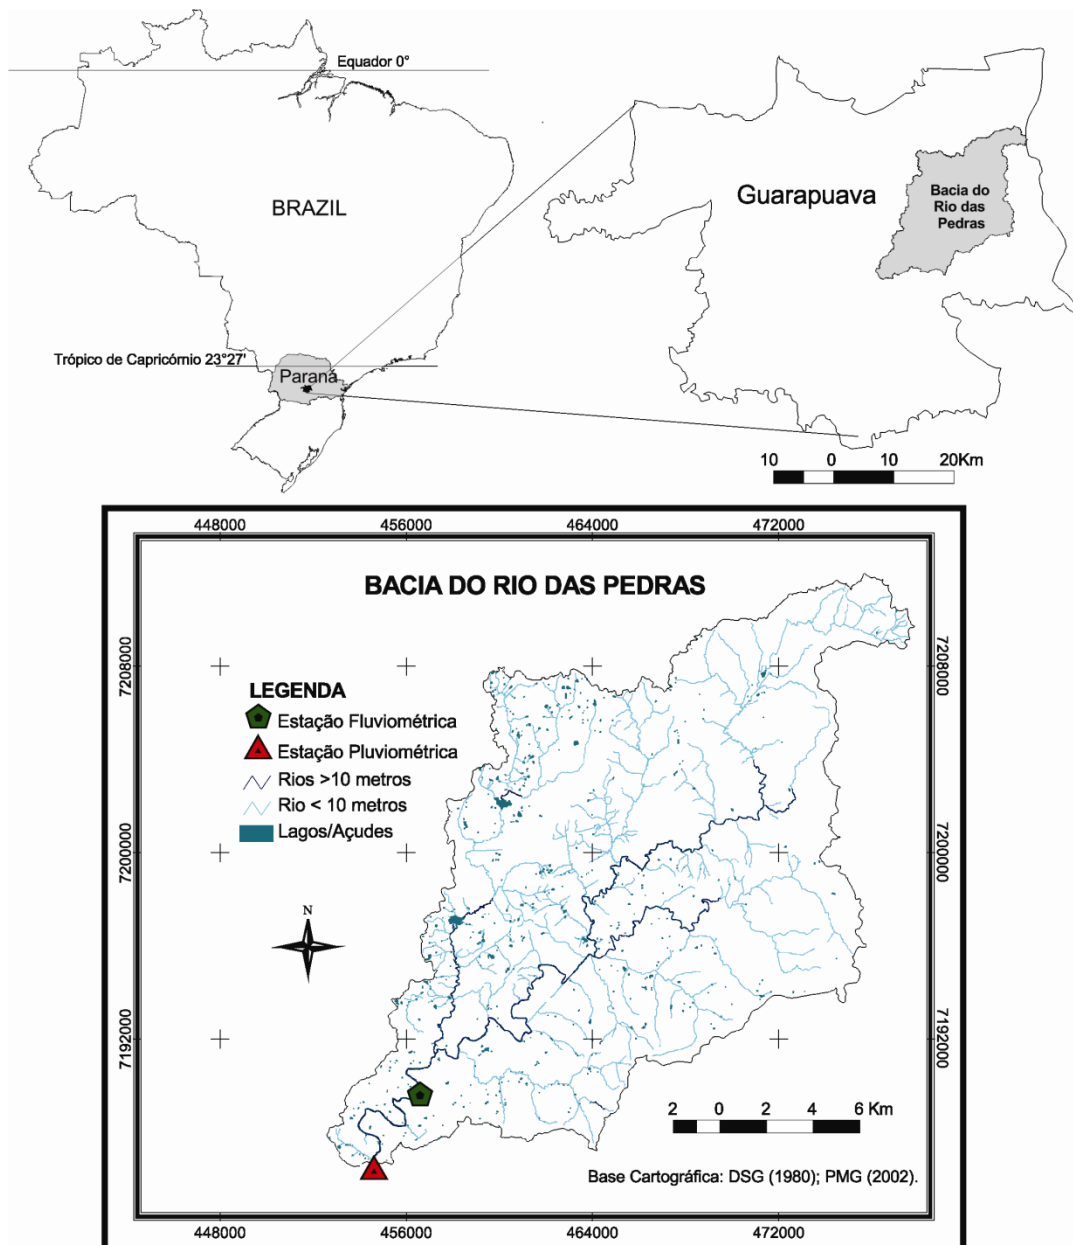 Equador 0°
BRAZIL
Trópico de Capricórnio 23°27'
Paraná
Guarapuava
Bacia do
Rio das
Pedras
10 0 10 20Km
448000 456000 464000 472000
BACIA DO RIO DAS PEDRAS
7208000 7208000
LEGENDA
Estação Fluviométrica
Estação Pluviométrica
Rios >10 metros
Rio < 10 metros
Lagos/Açudes
7200000 7200000
N
7192000 7192000
2 0 2 4 6 Km
Base Cartográfica: DSG (1980); PMG (2002).
448000 456000 464000 472000